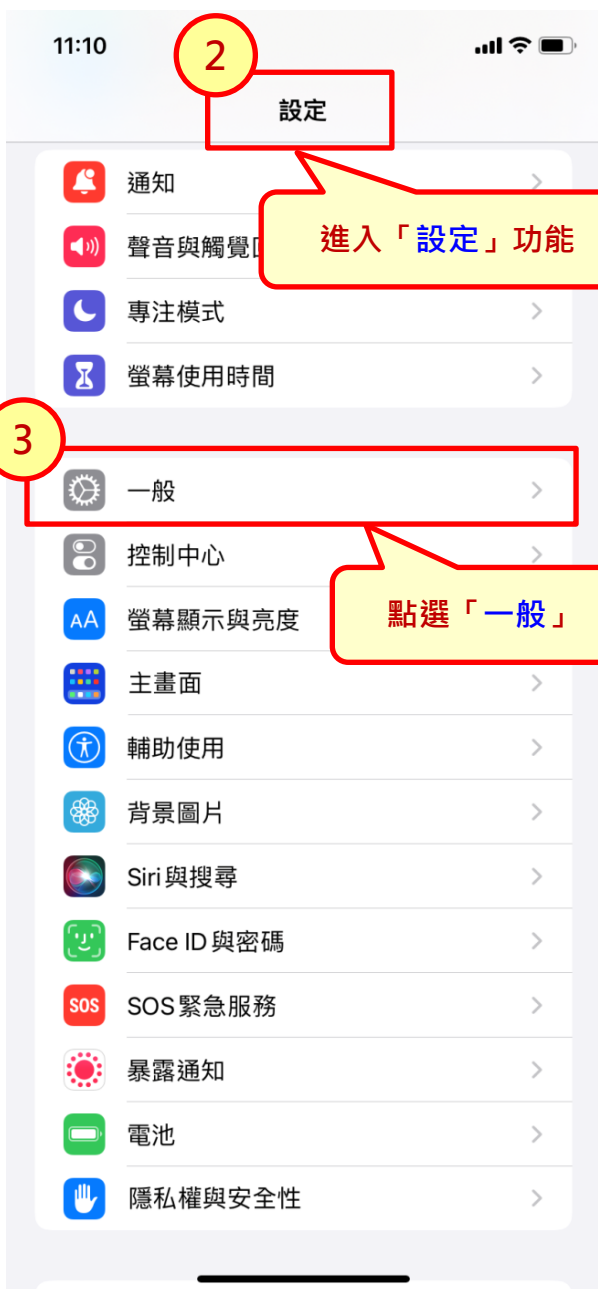 11:10
2
設定
通知
進入「設定」功能
聲音與觸覺
專注模式
螢幕使用時間
3
一般
控制中心
點選「一般」
AA 螢幕顯示與亮度
主畫面
輔助使用
背景圖片
Siri與搜尋
Face ID與密碼
SOS SOS緊急服務
暴露通知
電池
隱私權與安全性